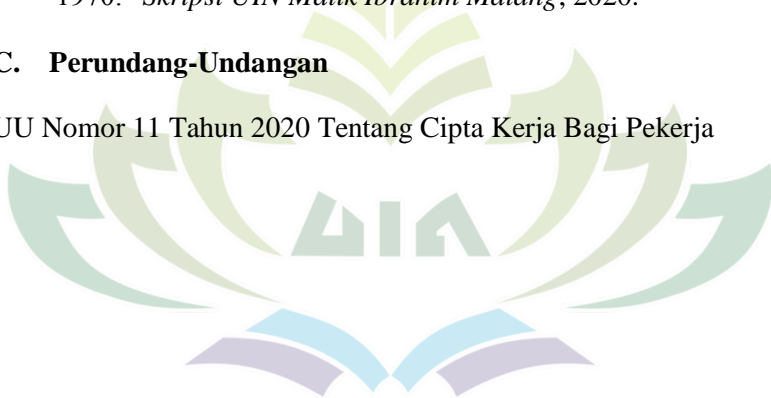 1970." Skripsi UIN Malik Ibrahim Malang, 2020.
C. Perundang-Undangan
UU Nomor 11 Tahun 2020 Tentang Cipta Kerja Bagi Pekerja
UIN